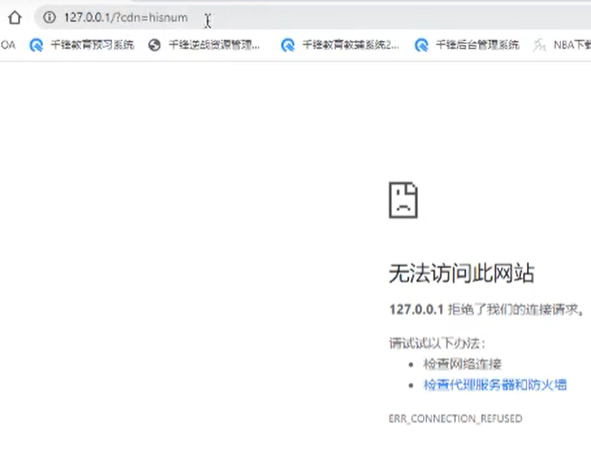 127.0.0.1/?cdn=hisnum
OA 千锋教育预习系统 千锋逆战资源管理... 千锋教育教辅系统2... 千锋后台管理系统 NBA下载
无法访问此网站
127.0.0.1 拒绝了我们的连接请求。
请试试以下办法：
检查网络连接
检查代理服务器和防火墙
ERR_CONNECTION_REFUSED